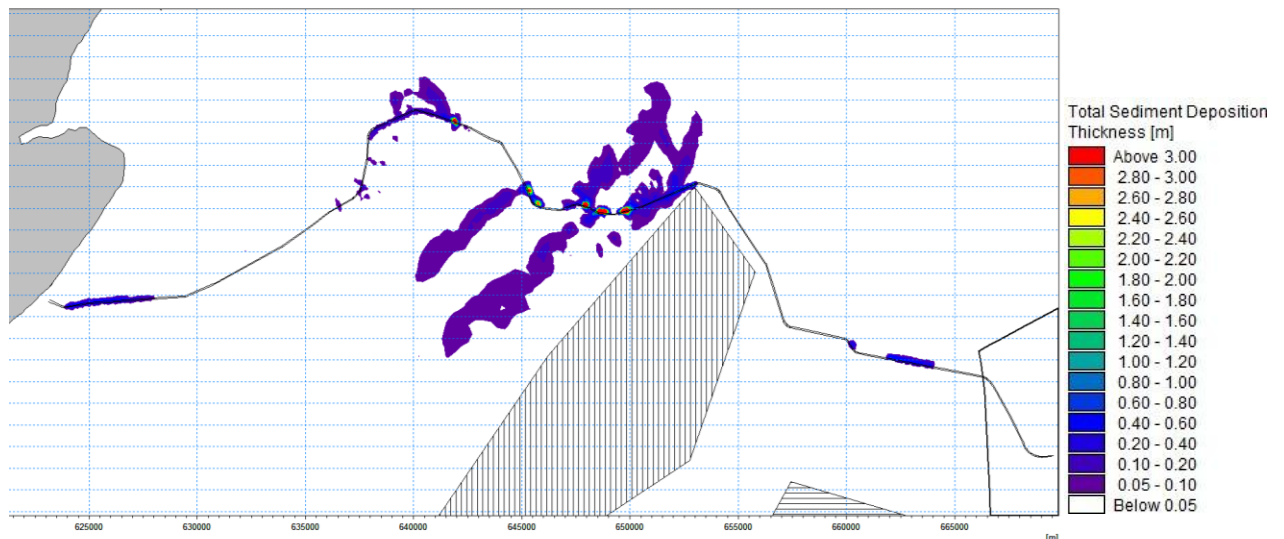 Total Sediment Deposition
Thickness [m]
Above 3.00
2.80 - 3.00
2.60 - 2.80
2.40 - 2.60
2.20 - 2.40
2.00 - 2.20
1.80 - 2.00
1.60 - 1.80
1.40 - 1.60
1.20 - 1.40
1.00 - 1.20
0.80 - 1.00
0.60 - 0.80
0.40 - 0.60
0.20 - 0.40
0.10 - 0.20
0.05 - 0.10
Below 0.05
625000 630000 635000 640000 645000 650000 655000 660000 665000
[m]